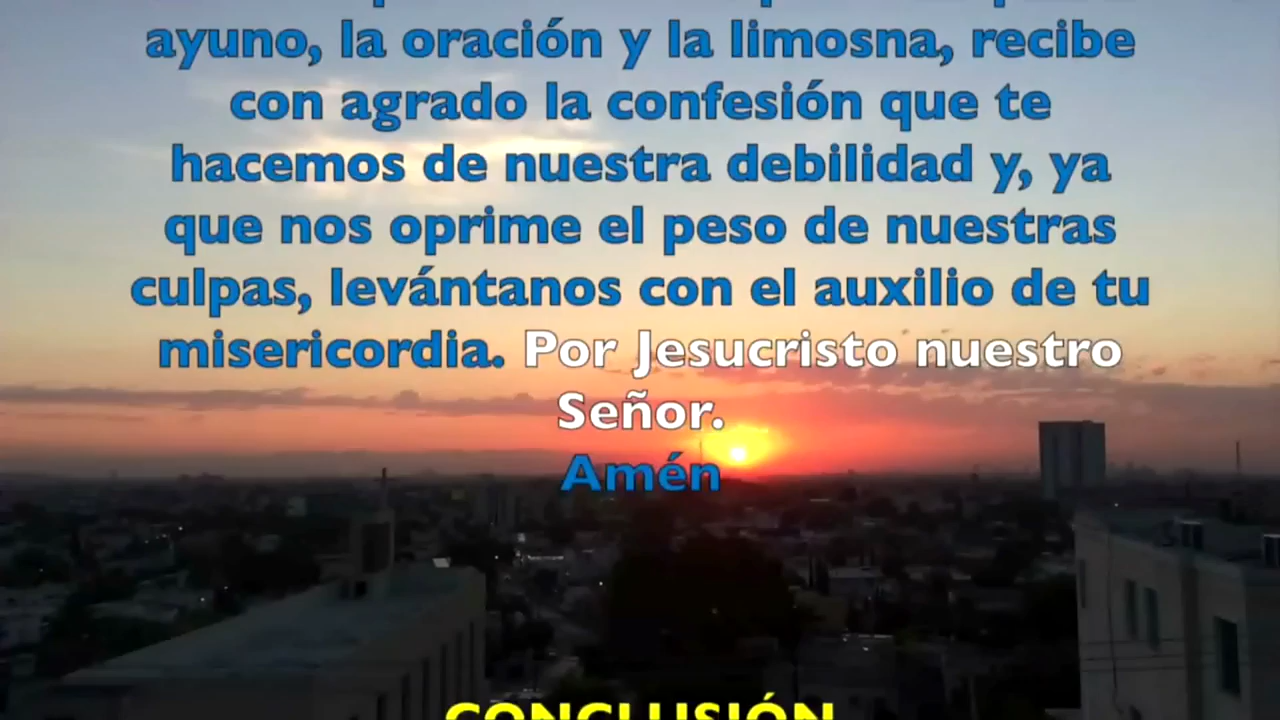 ayuno, la oración y la limosna, recibe
con agrado la confesión que te
hacemos de nuestra debilidad y, ya
que nos oprime el peso de nuestras
culpas, levántanos con el auxilio de tu
misericordia. Por Jesucristo nuestro
Señor.
Amén
CONCLUSIÓN